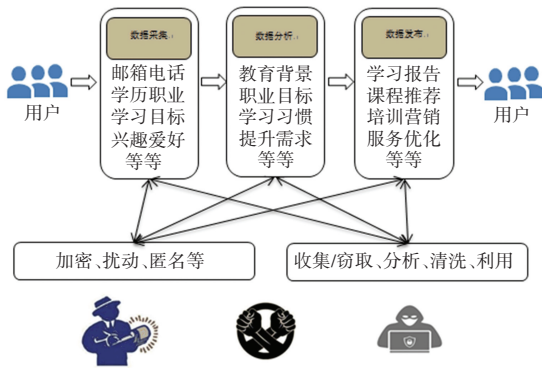 数据采集
数据分析
数据发布
邮箱电话
学历职业
学习目标
兴趣爱好
等等
教育背景
职业目标
学习习惯
提升需求
等等
学习报告
课程推荐
培训营销
服务优化
等等
用户
用户
加密、扰动、匿名等
收集/窃取、分析、清洗、利用